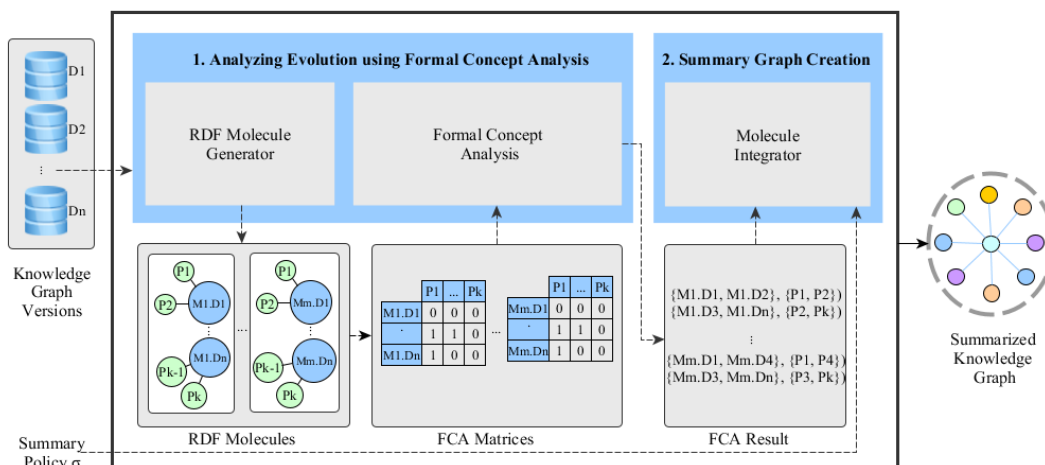 D1
D2
...
Dn
Knowledge
Graph
Versions
Summary
Policy σ
1. Analyzing Evolution using Formal Concept Analysis
RDF Molecule
Generator
Formal Concept
Analysis
2. Summary Graph Creation
Molecule
Integrator
P1
P2
M1.D1
...
M1.Dn
Pk-1
Pk
...
P1
P2
Mm.D1
...
Mm.Dn
Pk-1
Pk
RDF Molecules
P1 ... Pk
M1.D1 0 0 0
. 1 1 0
M1.Dn 1 0 0
...
P1 ... Pk
Mm.D1 0 0 0
. 1 1 0
Mm.Dn 1 0 0
FCA Matrices
{M1.D1, M1.D2}, {P1, P2})
{M1.D3, M1.Dn}, {P2, Pk})
...
{Mm.D1, Mm.D4}, {P1, P4})
{Mm.D3, Mm.Dn}, {P3, Pk})
FCA Result
Summarized
Knowledge
Graph